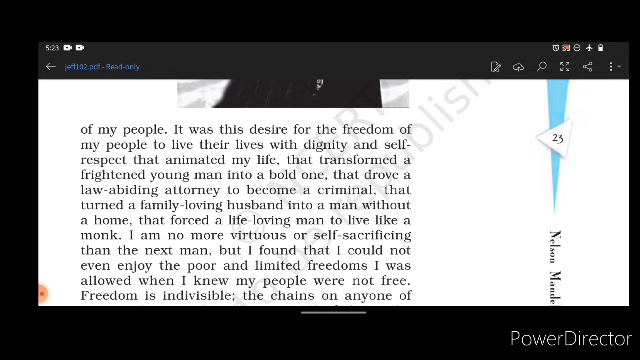 5:23
jeff102.pdf - Read-only
of my people. It was this desire for the freedom of
my people to live their lives with dignity and self-
respect that animated my life, that transformed a
frightened young man into a bold one, that drove a
law-abiding attorney to become a criminal, that
turned a family-loving husband into a man without
a home, that forced a life-loving man to live like a
monk. I am no more virtuous or self-sacrificing
than the next man, but I found that I could not
even enjoy the poor and limited freedoms I was
allowed when I knew my people were not free.
Freedom is indivisible; the chains on anyone of
23
Nelson Mande
PowerDirector